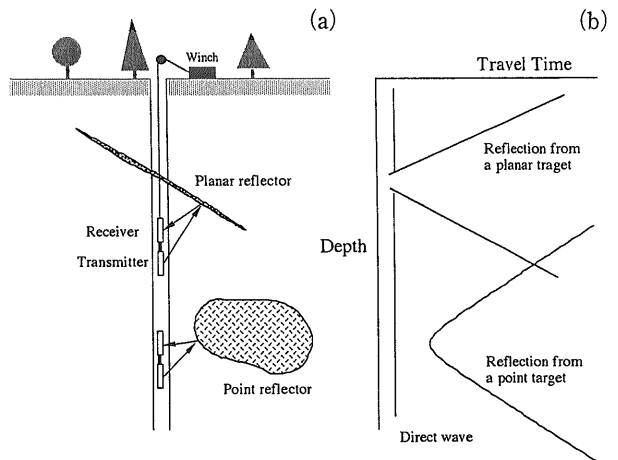 (a)
Winch
Planar reflector
Receiver
Transmitter
Point reflector
(b)
Travel Time
Reflection from
a planar traget
Depth
Reflection from
a point target
Direct wave